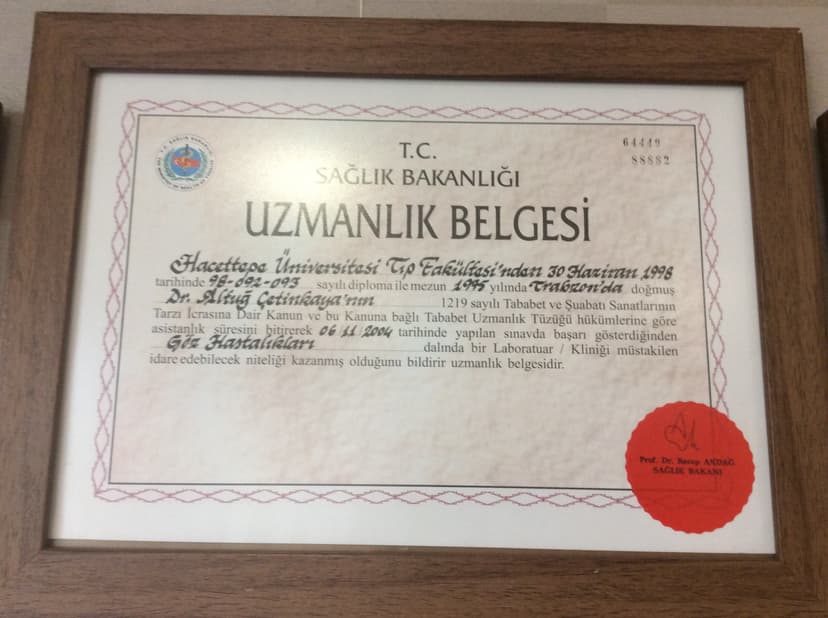 64449
88882
T.C.
SAĞLIK BAKANLIĞI
UZMANLIK BELGESİ
Hacettepe Üniversitesi Tıp Fakültesi'nden 30 Haziran 1998
tarihinde 98-092-093 sayılı diploma ile mezun 1975 yılında Trabzon'da doğmuş
Dr. Altuğ Çetinkaya'nın 1219 sayılı Tababet ve Şuabatı Sanatlarının
Tarzı İcrasına Dair Kanun ve bu Kanuna bağlı Tababet Uzmanlık Tüzüğü hükümlerine göre
asistanlık süresini bitirerek 06 11 2004 tarihinde yapılan sınavda başarı gösterdiğinden
Göz Hastalıkları dalında bir Laboratuar / Kliniği müstakilen
idare edebilecek niteliği kazanmış olduğunu bildirir uzmanlık belgesidir.
Prof. Dr. Recep AKDAĞ
SAĞLIK BAKANI